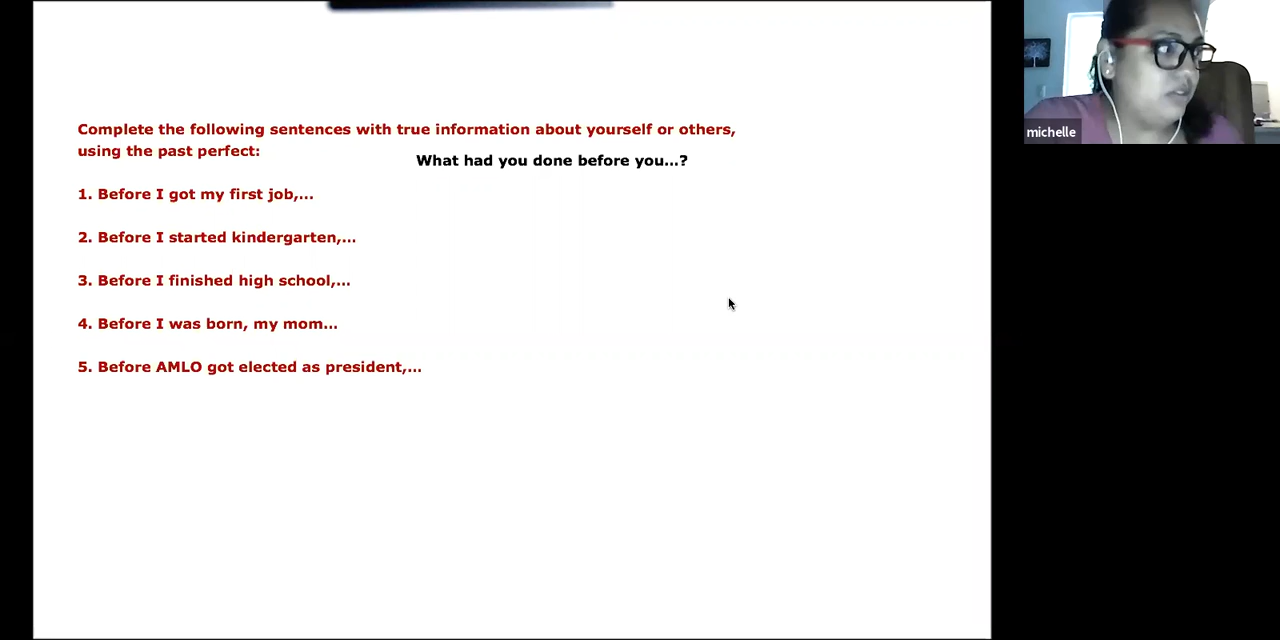 Complete the following sentences with true information about yourself or others,
using the past perfect:
What had you done before you...?
1. Before I got my first job,...
2. Before I started kindergarten,...
3. Before I finished high school,...
4. Before I was born, my mom...
5. Before AMLO got elected as president,...
michelle